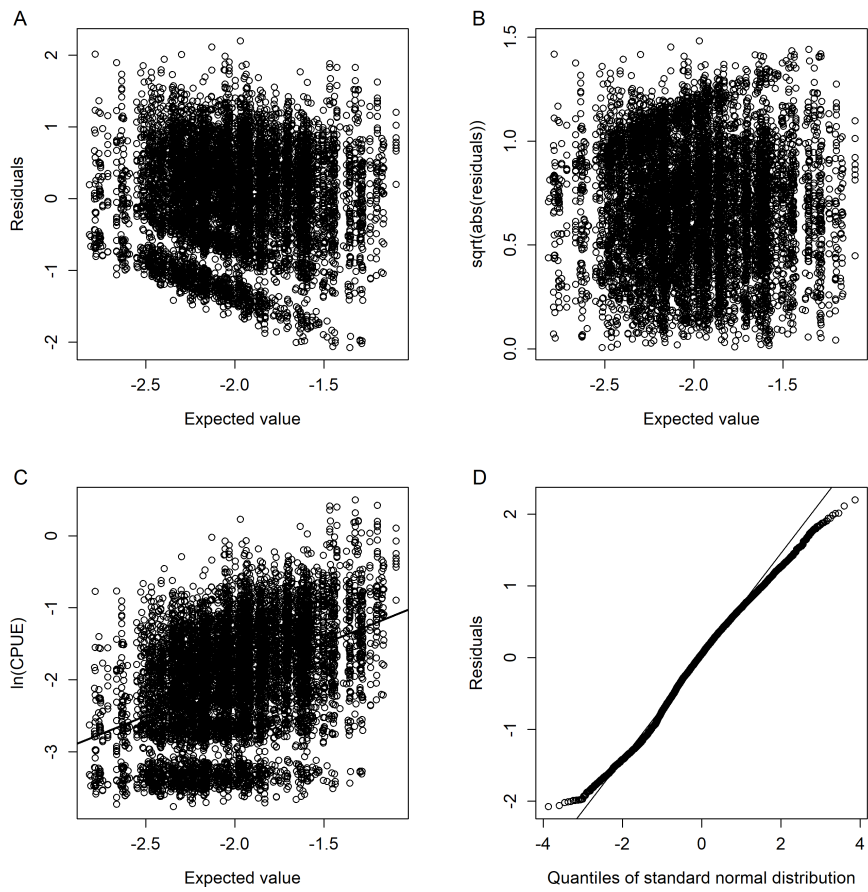 A
2
1
0
-1
-2
Residuals
-2.5 -2.0 -1.5
Expected value
B
1.5
1.0
0.5
0.0
sqrt(abs(residuals))
-2.5 -2.0 -1.5
Expected value
C
0
-1
-2
-3
ln(CPUE)
-2.5 -2.0 -1.5
Expected value
D
2
1
0
-1
-2
Residuals
-4 -2 0 2 4
Quantiles of standard normal distribution